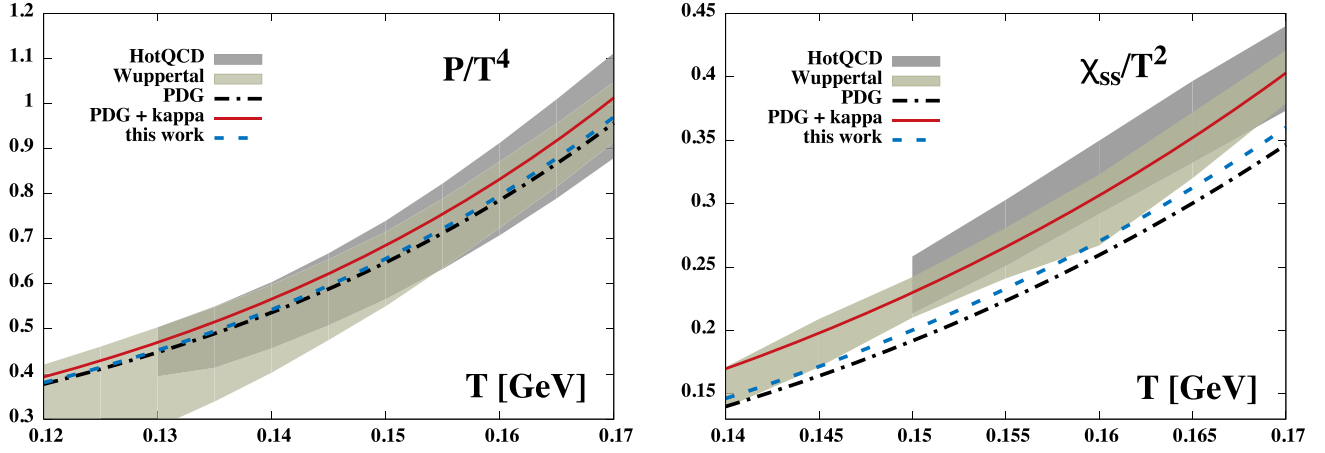 1.2
1.1
1
0.9
0.8
0.7
0.6
0.5
0.4
0.3
HotQCD
Wuppertal
PDG
PDG + kappa
this work
P/T⁴
T [GeV]
0.12 0.13 0.14 0.15 0.16 0.17
0.45
0.4
0.35
0.3
0.25
0.2
0.15
HotQCD
Wuppertal
PDG
PDG + kappa
this work
χss/T²
T [GeV]
0.14 0.145 0.15 0.155 0.16 0.165 0.17